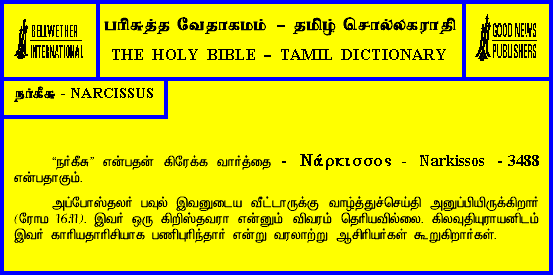 BELLWETHER
INTERNATIONAL
பரிசுத்த வேதாகமம் – தமிழ் சொல்லகராதி
THE HOLY BIBLE – TAMIL DICTIONARY
GOOD NEWS
PUBLISHERS
நர்கீசு - NARCISSUS
“நர்கீசு” என்பதன் கிரேக்க வார்த்தை - Νάρκισσος - Narkissos - 3488
என்பதாகும்.
அப்போஸ்தலர் பவுல் இவனுடைய வீட்டாருக்கு வாழ்த்துச்செய்தி அனுப்பியிருக்கிறார்
(ரோம 16:11). இவர் ஒரு கிறிஸ்தவரா என்னும் விவரம் தெரியவில்லை. கிலவுதியுராயனிடம்
இவர் காரியதாரிசியாக பணிபுரிந்தார் என்று வரலாற்று ஆசிரியர்கள் கூறுகிறார்கள்.